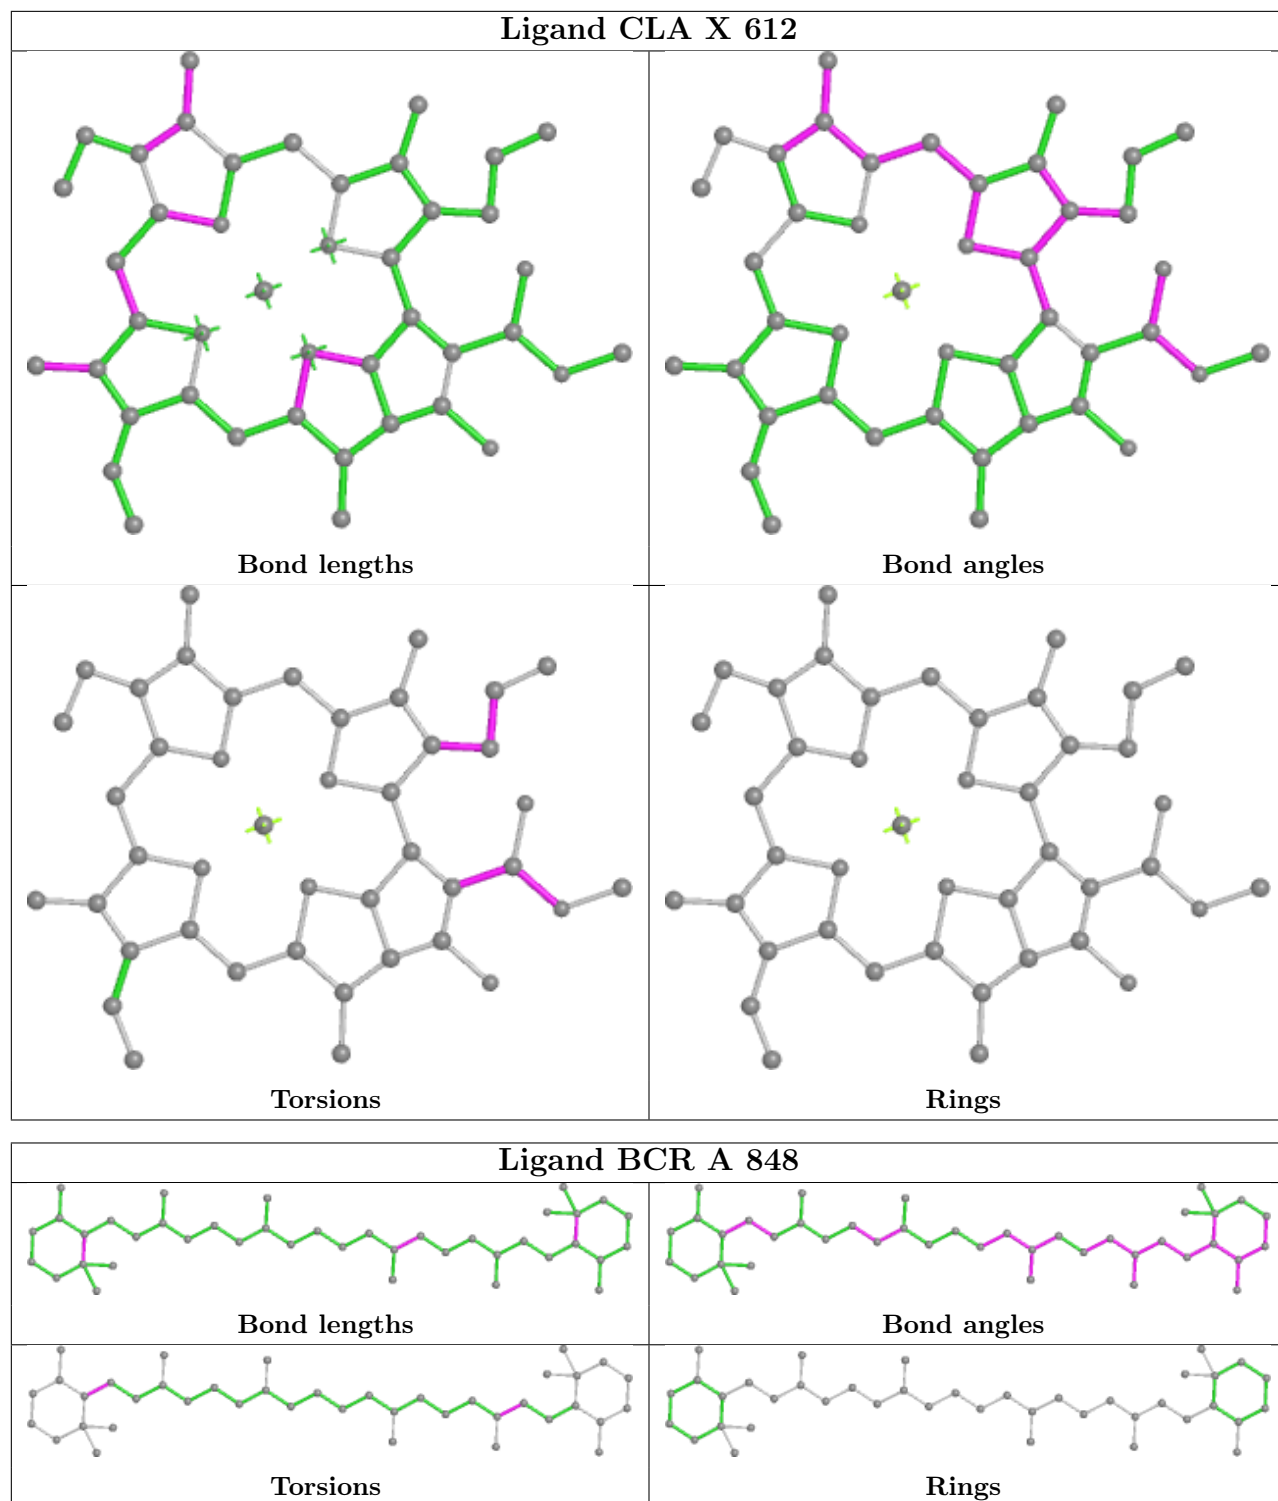 Ligand CLA X 612
Bond lengths
Bond angles
Torsions
Rings
Ligand BCR A 848
Bond lengths
Bond angles
Torsions
Rings